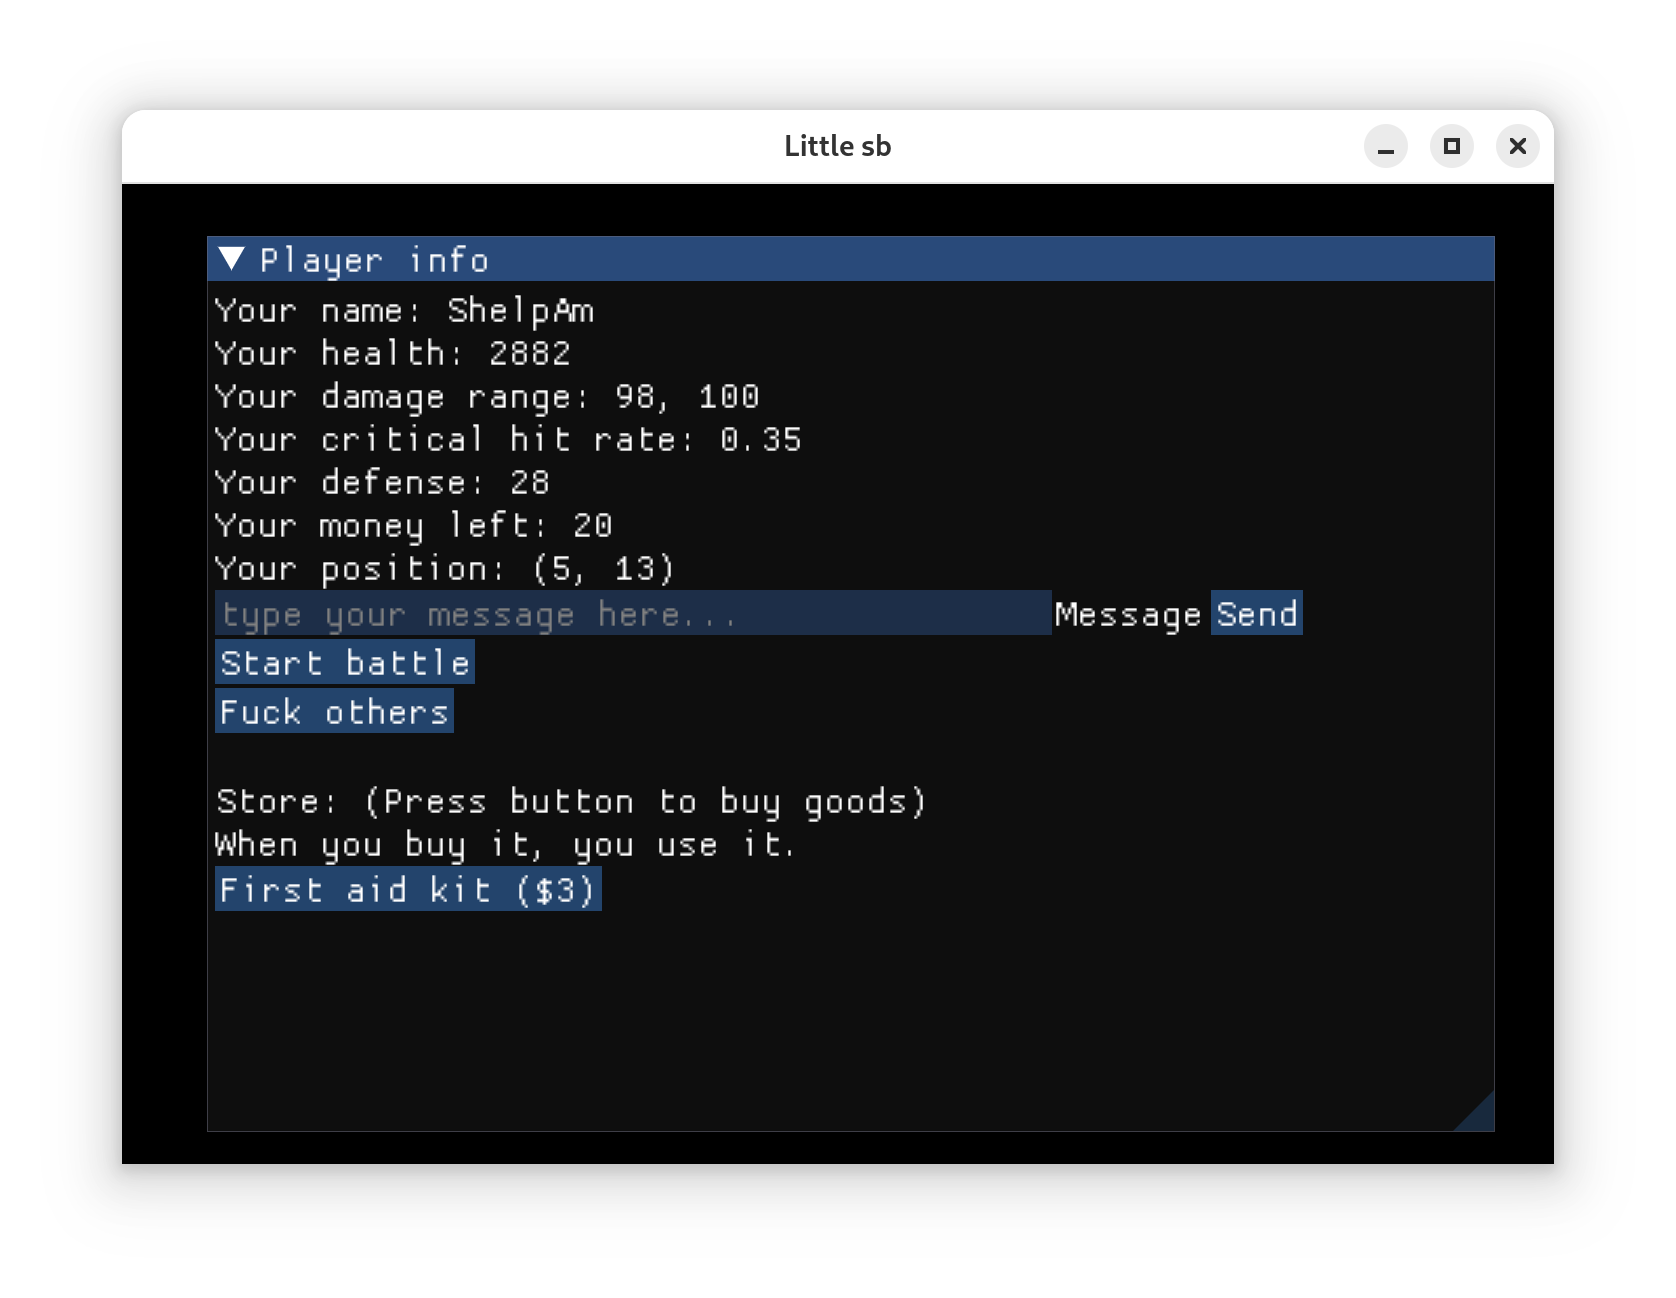 Little sb
Player info
Your name: ShelpAm
Your health: 2882
Your damage range: 98, 100
Your critical hit rate: 0.35
Your defense: 28
Your money left: 20
Your position: (5, 13)
type your message here... Message Send
Start battle
Fuck others
Store: (Press button to buy goods)
When you buy it, you use it.
First aid kit ($3)